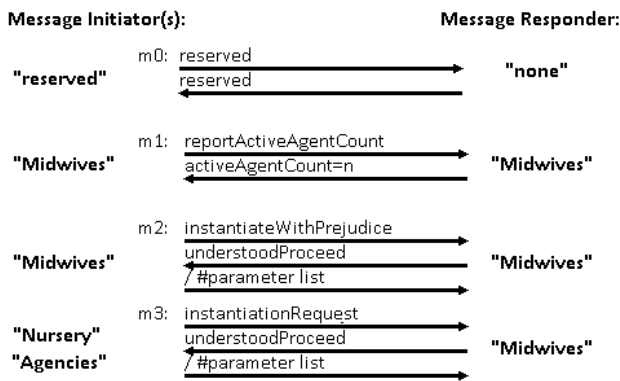 Message Initiator(s): Message Responder:
m0: reserved
"reserved" reserved "none"
m1: reportActiveAgentCount
"Midwives" activeAgentCount=n "Midwives"
m2: instantiateWithPrejudice
"Midwives" understoodProceed "Midwives"
/ #parameter list
m3: instantiationRequest
"Nursery" understoodProceed "Midwives"
"Agencies" / #parameter list